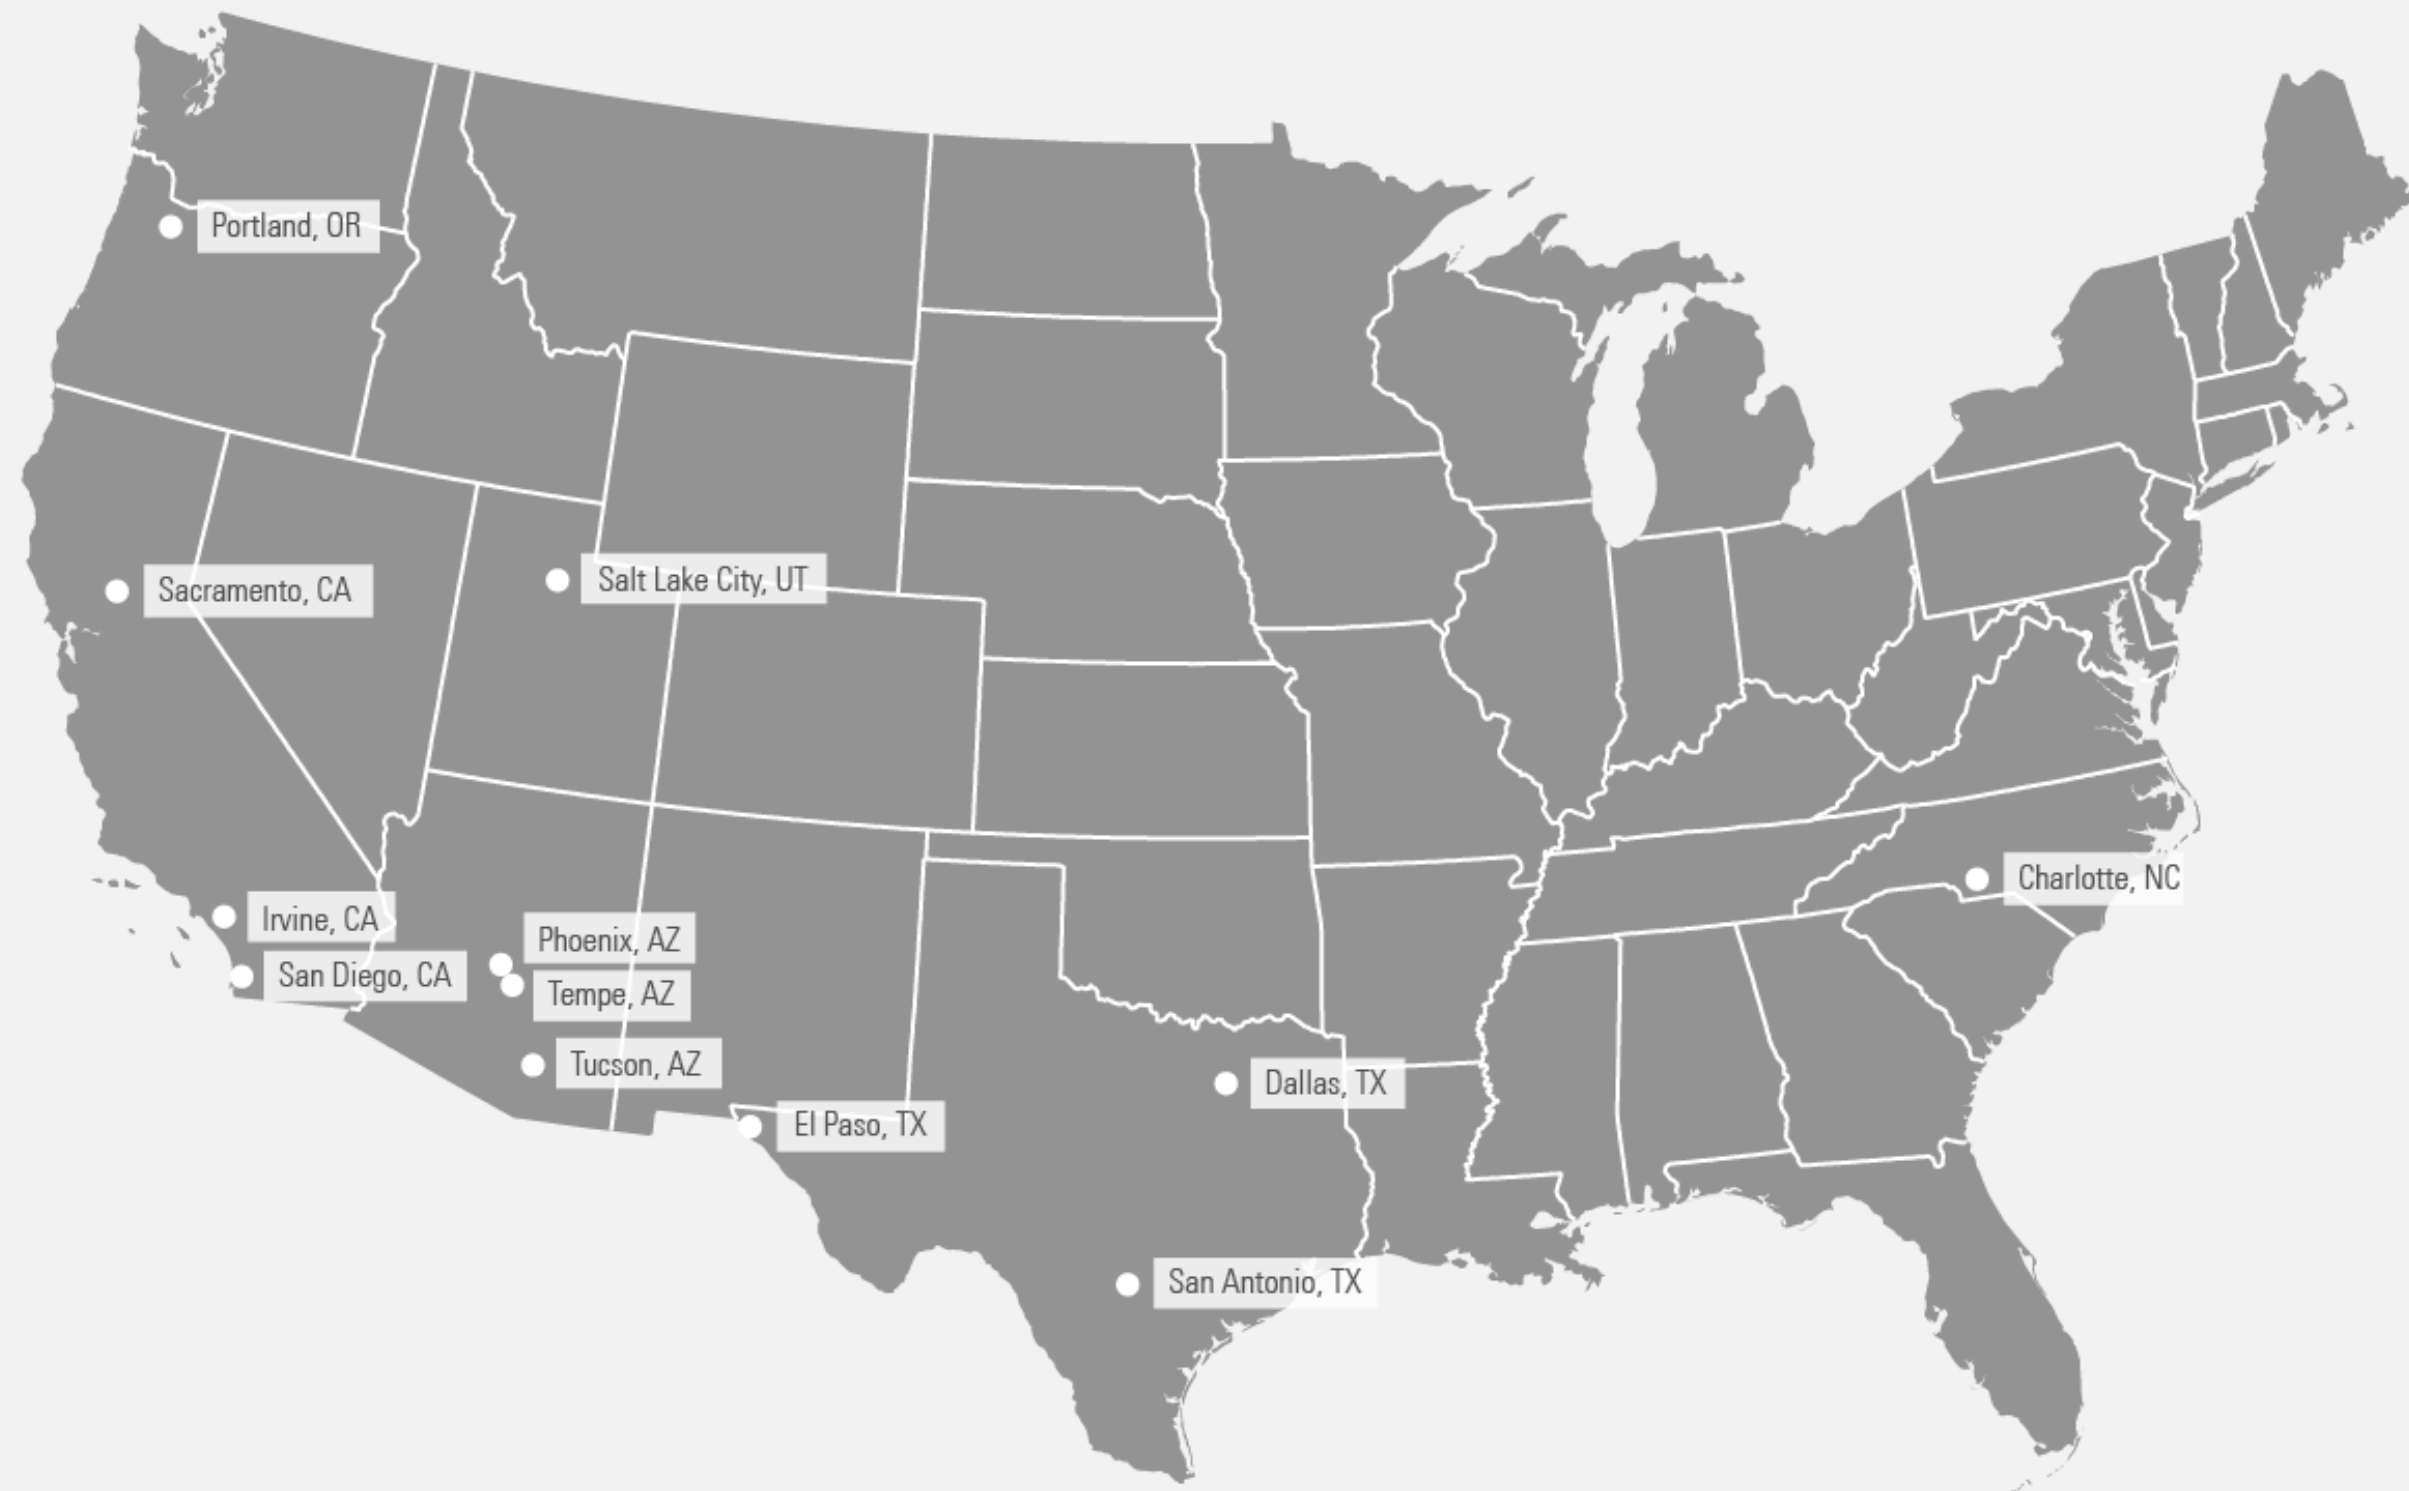 Portland, OR
Salt Lake City, UT
Sacramento, CA
Charlotte, NC
Irvine, CA
Phoenix, AZ
San Diego, CA
Tempe, AZ
Tucson, AZ
Dallas, TX
El Paso, TX
San Antonio, TX